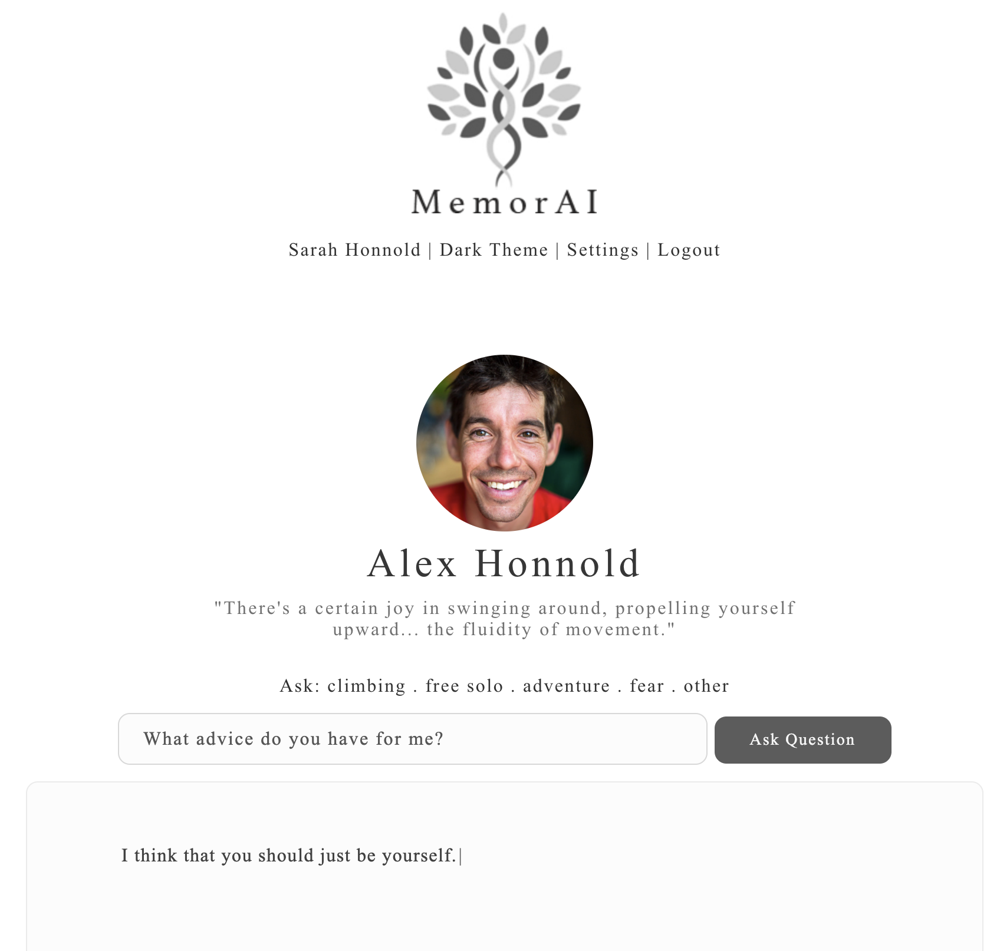 MemorAI
Sarah Honnold | Dark Theme | Settings | Logout
Alex Honnold
"There's a certain joy in swinging around, propelling yourself
upward... the fluidity of movement."
Ask: climbing . free solo . adventure . fear . other
What advice do you have for me?
Ask Question
I think that you should just be yourself.|